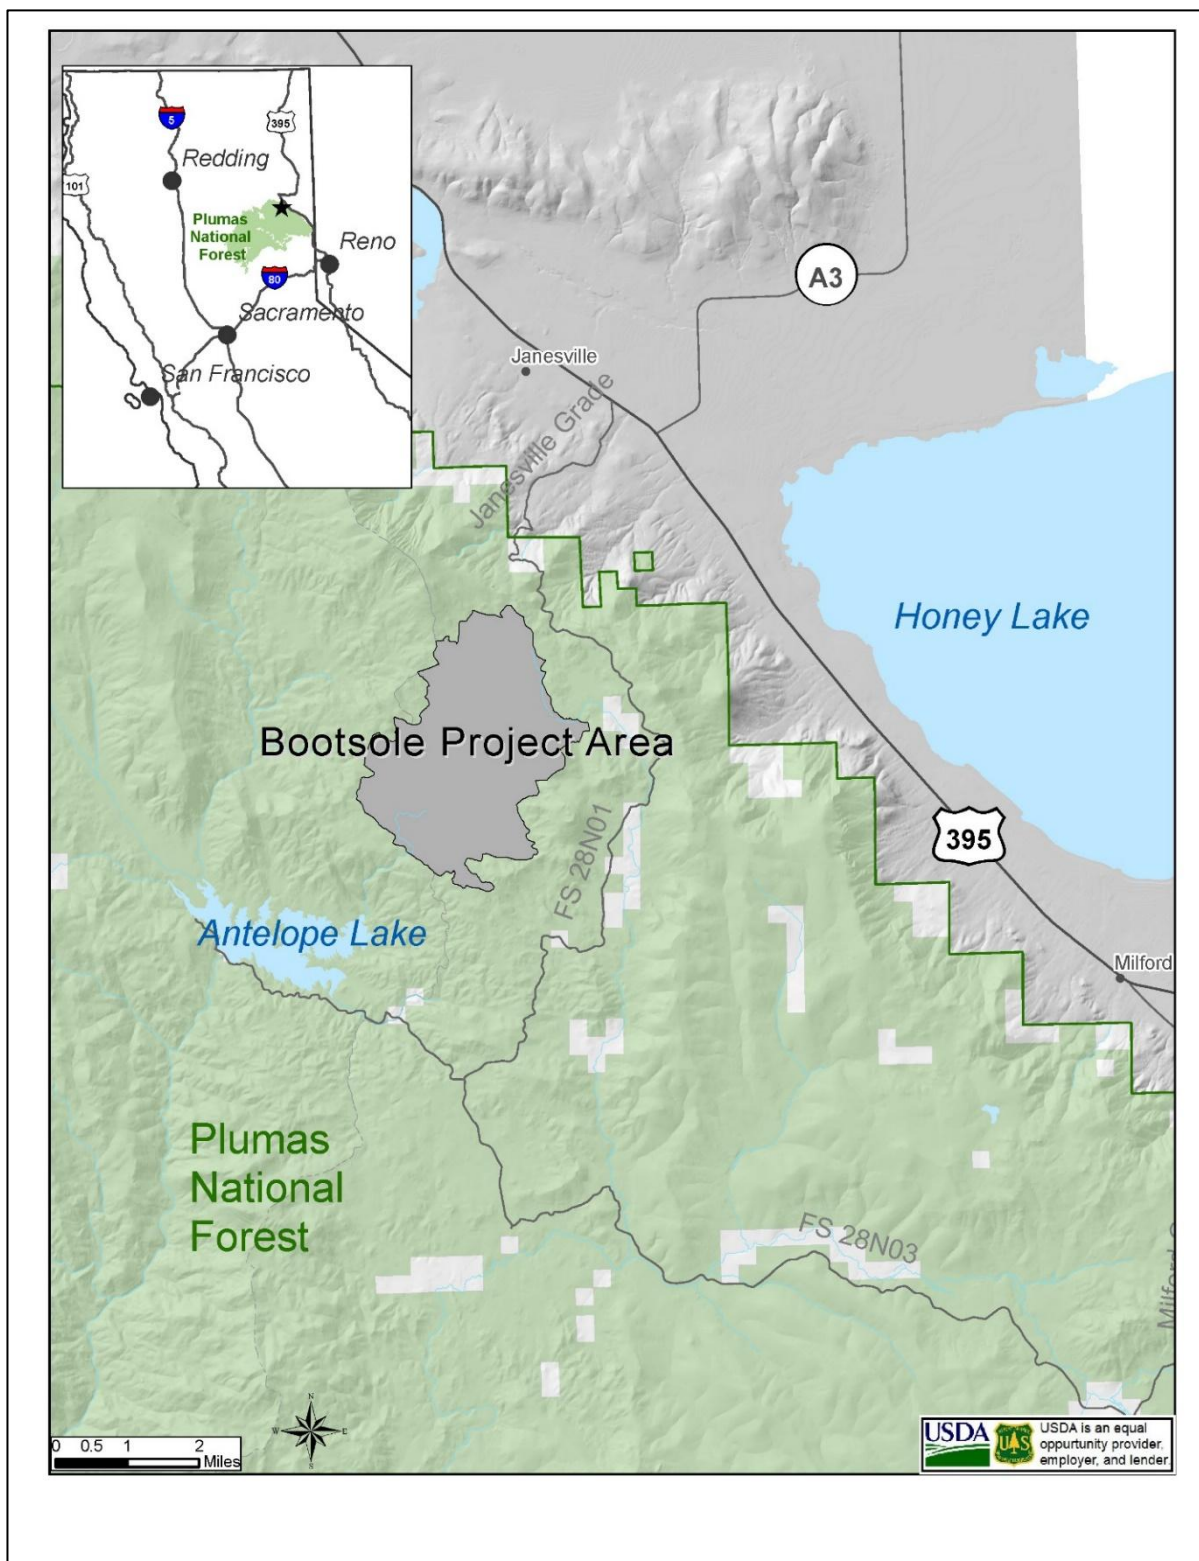 5
395
Redding
101
Plumas
National
Forest
Reno
80
Sacramento
San Francisco
A3
Janesville
Janesville Grade
Honey Lake
Bootsole Project Area
FS 28N01
395
Antelope Lake
Milford
Plumas
National
Forest
FS 28N03
N
W E
S
0 0.5 1 2
Miles
USDA
U S
USDA is an equal
opportunity provider,
employer, and lender.